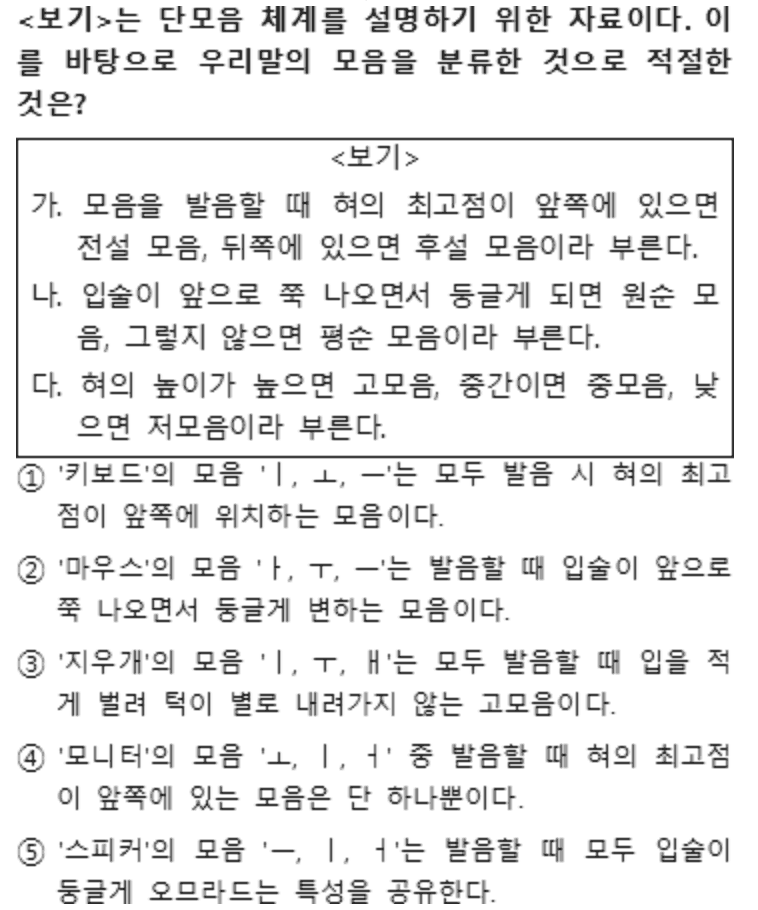 <보기>는 단모음 체계를 설명하기 위한 자료이다. 이
를 바탕으로 우리말의 모음을 분류한 것으로 적절한
것은?
<보기>
가. 모음을 발음할 때 혀의 최고점이 앞쪽에 있으면
전설 모음, 뒤쪽에 있으면 후설 모음이라 부른다.
나. 입술이 앞으로 쭉 나오면서 둥글게 되면 원순 모
음, 그렇지 않으면 평순 모음이라 부른다.
다. 혀의 높이가 높으면 고모음, 중간이면 중모음, 낮
으면 저모음이라 부른다.
① '키보드'의 모음 'ㅣ, ㅗ, ㅡ'는 모두 발음 시 혀의 최고
점이 앞쪽에 위치하는 모음이다.
② '마우스'의 모음 'ㅏ, ㅜ, ㅡ'는 발음할 때 입술이 앞으로
쭉 나오면서 둥글게 변하는 모음이다.
③ '지우개'의 모음 'ㅣ, ㅜ, ㅐ'는 모두 발음할 때 입을 적
게 벌려 턱이 별로 내려가지 않는 고모음이다.
④ '모니터'의 모음 'ㅗ, ㅣ, ㅓ' 중 발음할 때 혀의 최고점
이 앞쪽에 있는 모음은 단 하나뿐이다.
⑤ '스피커'의 모음 'ㅡ, ㅣ, ㅓ'는 발음할 때 모두 입술이
둥글게 오므라드는 특성을 공유한다.